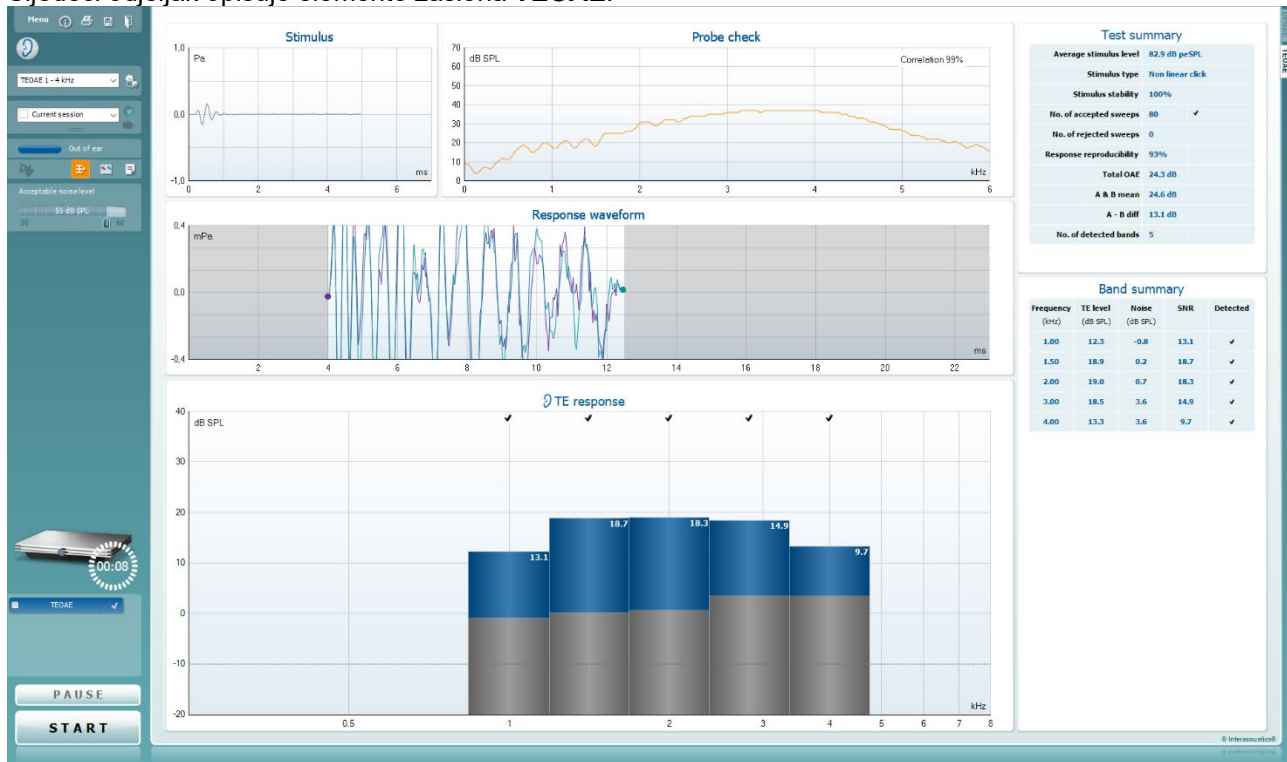 Sljedeći odjeljak opisuje elemente zaslona TEOAE.
Menu
TEOAE 1 - 4 kHz
Current session
Out of ear
Acceptable noise level
55 dB SPL
30 60
00:08
TEOAE
PAUSE
START
Stimulus
1,0
Pa
0,0
-1,0
ms
0 2 4 6
Probe check
70
dB SPL
60
50
40
30
20
10
0
Correlation 99%
kHz
0 1 2 3 4 5 6
Response waveform
0,4
mPa
0,0
-0,4
ms
2 4 6 8 10 12 14 16 18 20 22
TE response
40
dB SPL
30
20
10
0
-10
-20
13.1 18.7 18.3 14.9 9.7
kHz
0.5 1 2 3 4 5 6 7 8
Test summary
Average stimulus level 82.9 dB peSPL
Stimulus type Non linear click
Stimulus stability 100%
No. of accepted sweeps 80
No. of rejected sweeps 0
Response reproducibility 93%
Total OAE 24.3 dB
A & B mean 24.6 dB
A - B diff 13.1 dB
No. of detected bands 5
Band summary
Frequency TE level Noise SNR Detected
(kHz) (dB SPL) (dB SPL)
1.00 12.3 -0.8 13.1
1.50 18.9 0.2 18.7
2.00 19.0 0.7 18.3
3.00 18.5 3.6 14.9
4.00 13.3 3.6 9.7
TEOAE
© Interacoustics®